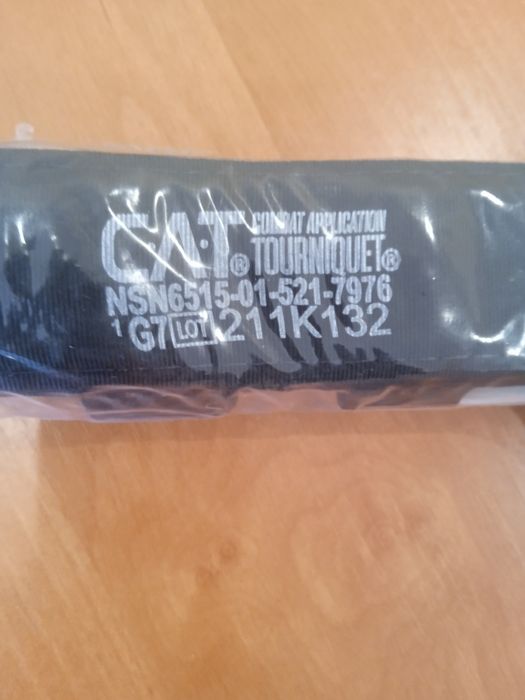 C·A·T® COMBAT APPLICATION
TOURNIQUET®
NSN6515-01-521-7976
1 G7 LOT 211K132